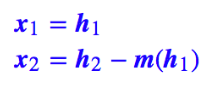 x₁ = h₁
x₂ = h₂ − m(h₁)